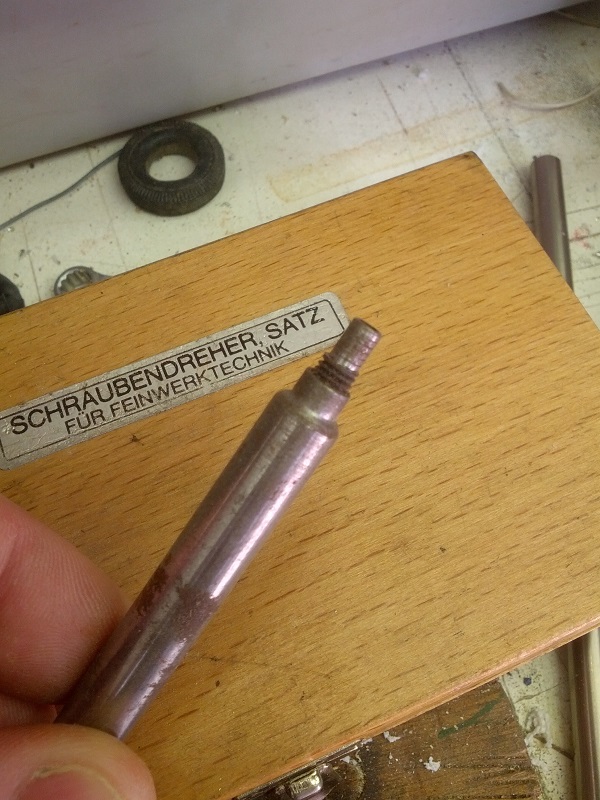 SCHRAUBENDREHER, SATZ
FÜR FEINWERKTECHNIK